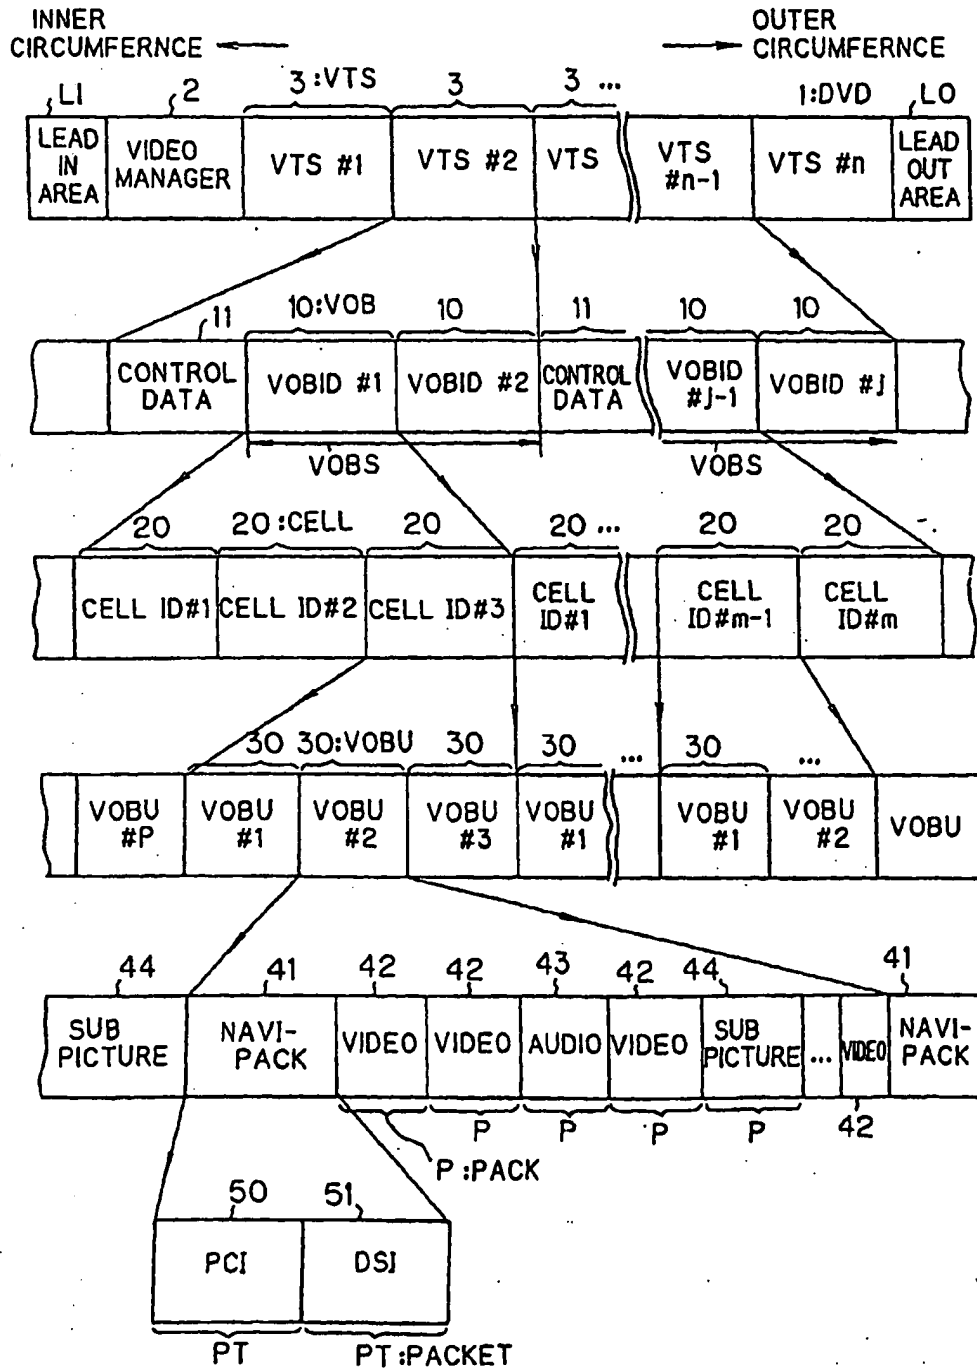 INNER
CIRCUMFERNCE
OUTER
CIRCUMFERNCE
LI 2 3:VTS 3 3 ... 1:DVD LO
LEAD IN AREA
VIDEO MANAGER
VTS #1
VTS #2
VTS
VTS #n-1
VTS #n
LEAD OUT AREA
11 10:VOB 10 11 10 10
CONTROL DATA
VOBID #1
VOBID #2
CONTROL DATA
VOBID #J-1
VOBID #J
VOBS VOBS
20 20:CELL 20 20 ... 20 20
CELL ID#1
CELL ID#2
CELL ID#3
CELL ID#1
CELL ID#m-1
CELL ID#m
30 30:VOBU 30 30 ... 30 ...
VOBU #P
VOBU #1
VOBU #2
VOBU #3
VOBU #1
VOBU #1
VOBU #2
VOBU
44 41 42 42 43 42 44 41
SUB PICTURE
NAVI-PACK
VIDEO
VIDEO
AUDIO
VIDEO
SUB PICTURE
...
VIDEO
NAVI-PACK
P P P P 42
P:PACK
50 51
PCI DSI
PT PT:PACKET